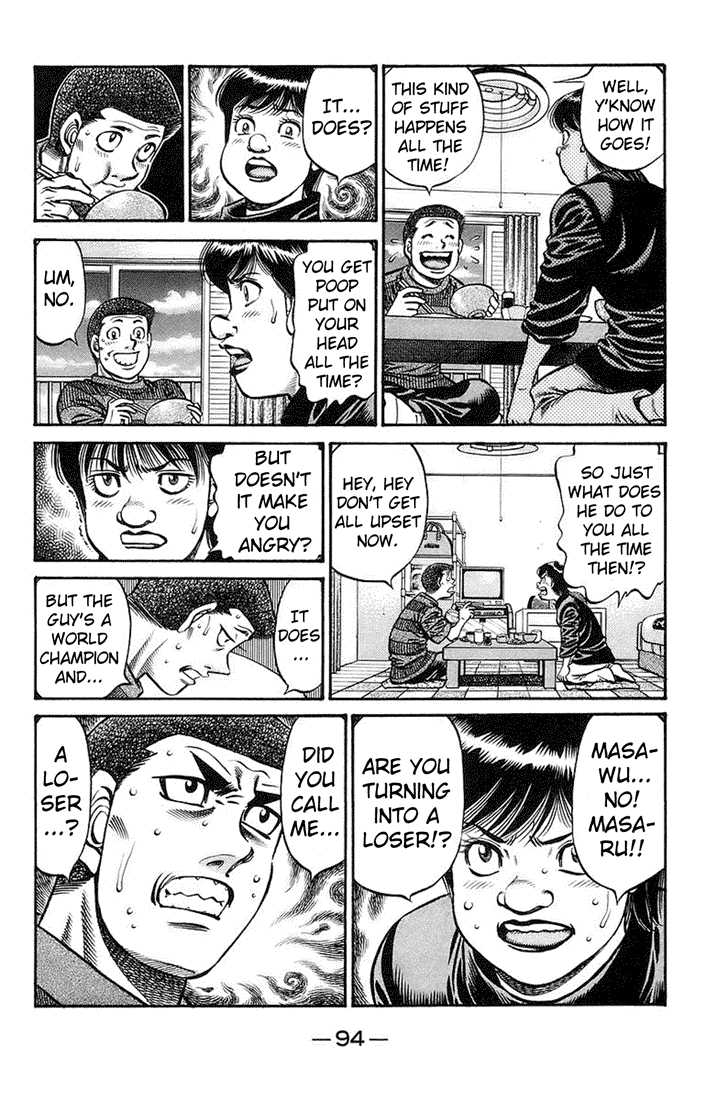 WELL,
Y'KNOW
HOW IT
GOES!
THIS KIND
OF STUFF
HAPPENS
ALL THE
TIME!
IT...
DOES?
YOU GET
POOP
PUT ON
YOUR
HEAD
ALL THE
TIME?
UM,
NO.
SO JUST
WHAT DOES
HE DO TO
YOU ALL
THE TIME
THEN!?
HEY, HEY
DON'T GET
ALL UPSET
NOW.
BUT
DOESN'T
IT MAKE
YOU
ANGRY?
IT
DOES
...
BUT THE
GUY'S A
WORLD
CHAMPION
AND...
MASA-
WU...
NO!
MASA-
RU!!
ARE YOU
TURNING
INTO A
LOSER!?
DID
YOU
CALL
ME...
A
LO-
SER
...?
—94—